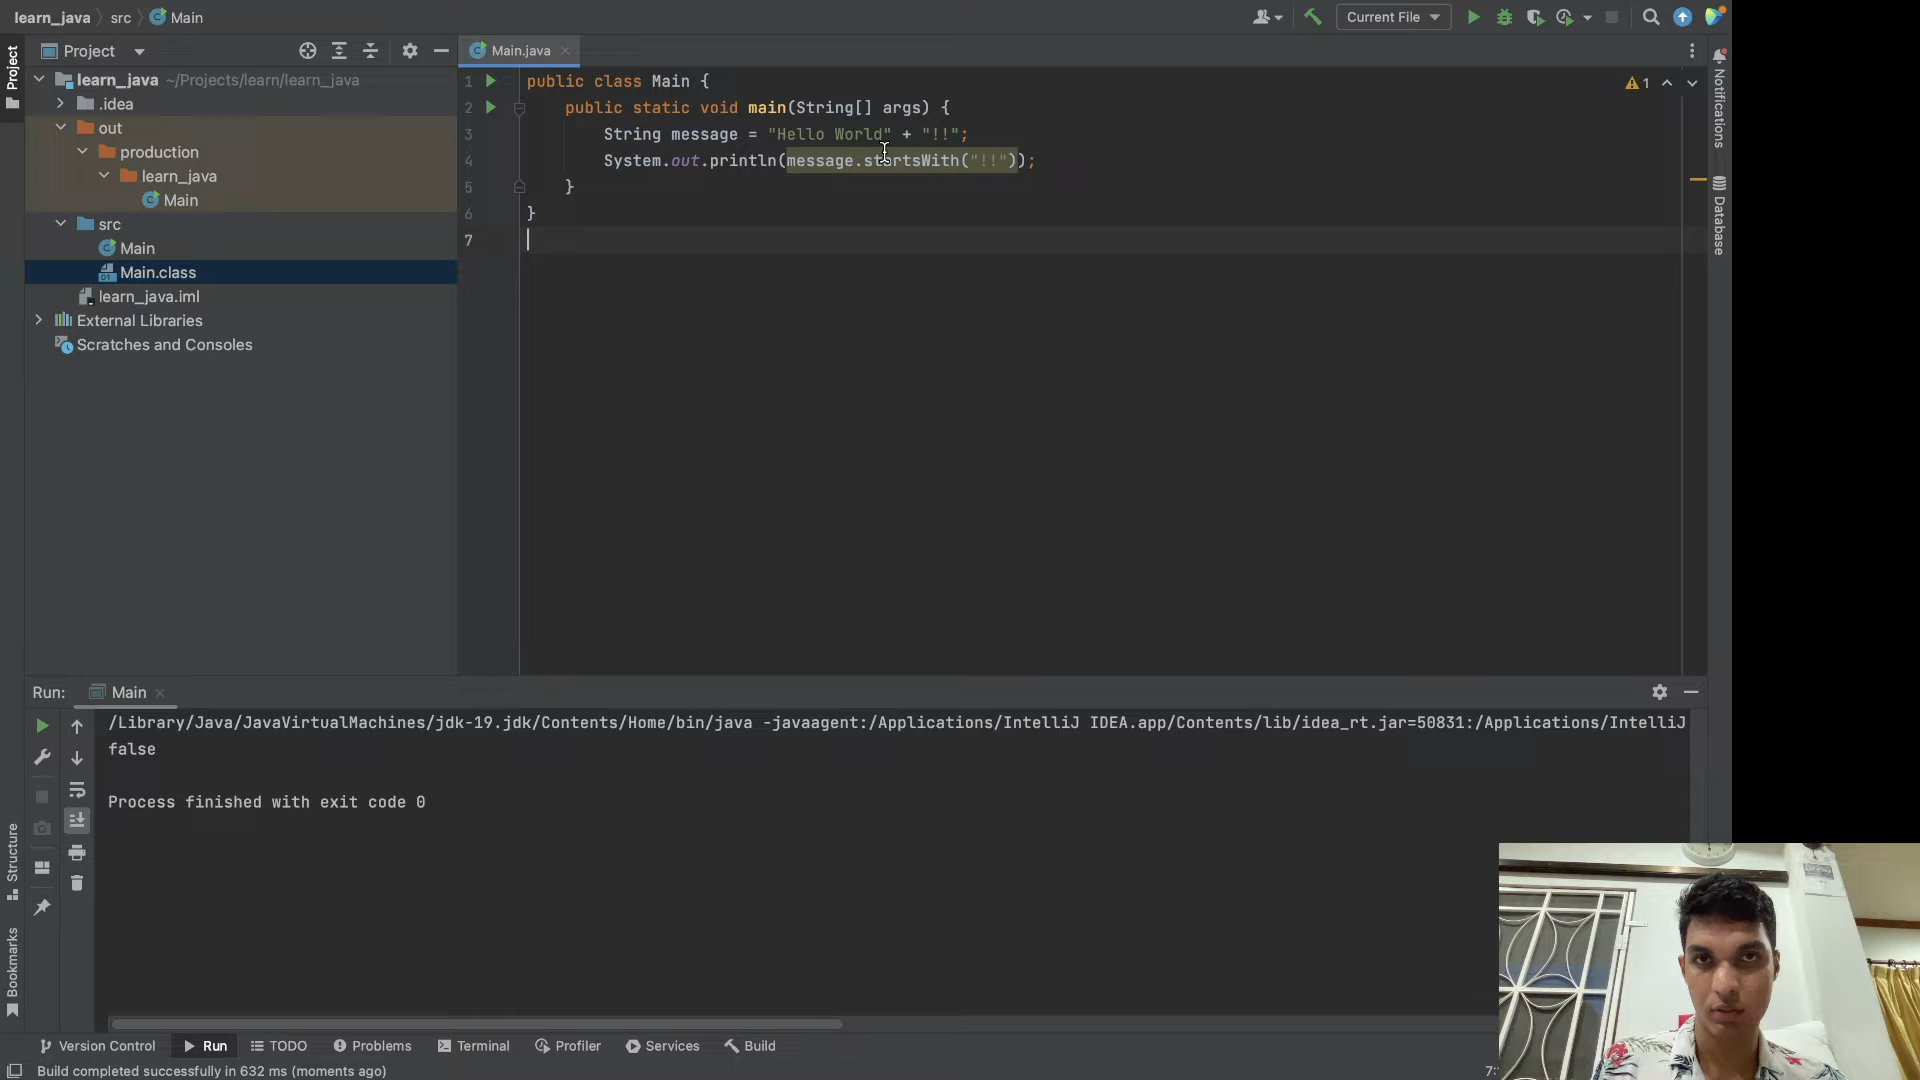 learn_java
src
Main
Current File
Project
Project
learn_java ~/Projects/learn/learn_java
.idea
out
production
learn_java
Main
src
Main
Main.class
learn_java.iml
External Libraries
Scratches and Consoles
Main.java
1 public class Main {
2 public static void main(String[] args) {
3 String message = "Hello World" + "!!";
4 System.out.println(message.startsWith("!!"));
5 }
6 }
7
1
Notifications
Database
Run: Main
/Library/Java/JavaVirtualMachines/jdk-19.jdk/Contents/Home/bin/java -javaagent:/Applications/IntelliJ IDEA.app/Contents/lib/idea_rt.jar=50831:/Applications/IntelliJ
false
Process finished with exit code 0
Structure
Bookmarks
Version Control
Run
TODO
Problems
Terminal
Profiler
Services
Build
Build completed successfully in 632 ms (moments ago)